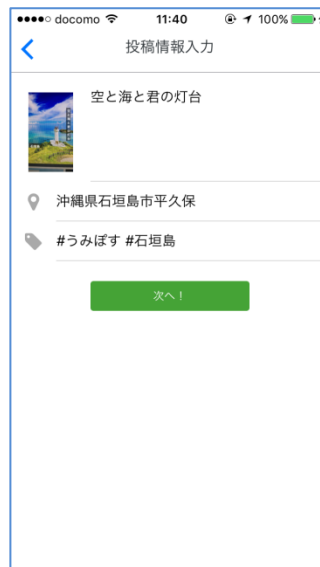 docomo 11:40 100%
投稿情報入力
空と海と君の灯台
沖縄県石垣島市平久保
#うみぽす #石垣島
次へ！